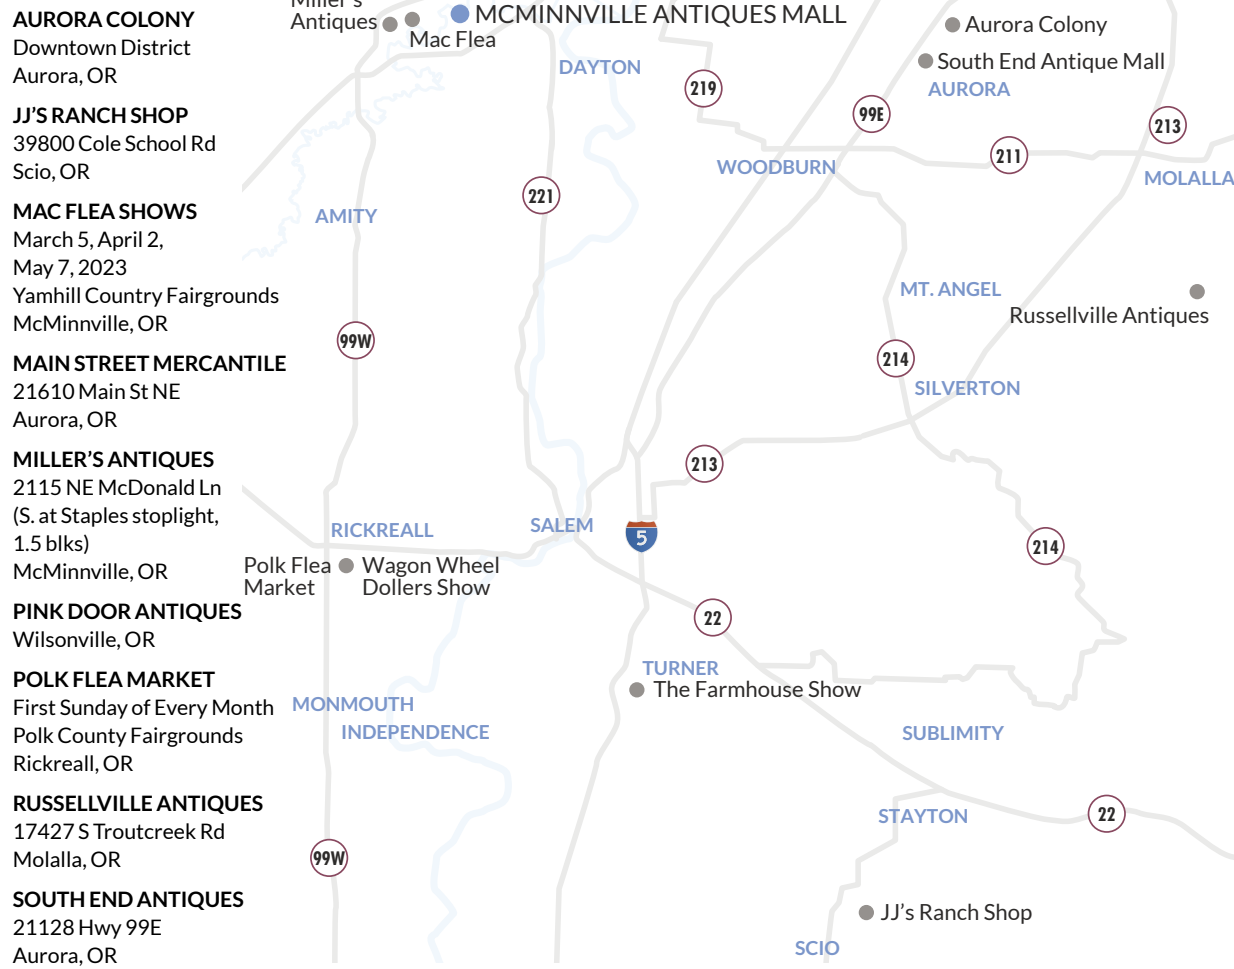 AURORA COLONY
Downtown District
Aurora, OR
JJ'S RANCH SHOP
39800 Cole School Rd
Scio, OR
MAC FLEA SHOWS
March 5, April 2,
May 7, 2023
Yamhill Country Fairgrounds
McMinnville, OR
MAIN STREET MERCANTILE
21610 Main St NE
Aurora, OR
MILLER'S ANTIQUES
2115 NE McDonald Ln
(S. at Staples stoplight,
1.5 blks)
McMinnville, OR
PINK DOOR ANTIQUES
Wilsonville, OR
POLK FLEA MARKET
First Sunday of Every Month
Polk County Fairgrounds
Rickreall, OR
RUSSELLVILLE ANTIQUES
17427 S Troutcreek Rd
Molalla, OR
SOUTH END ANTIQUES
21128 Hwy 99E
Aurora, OR
Miller's
Antiques
Mac Flea
MCMINNVILLE ANTIQUES MALL
Aurora Colony
South End Antique Mall
DAYTON
AURORA
219
99E
213
211
WOODBURN
MOLALLA
221
AMITY
MT. ANGEL
Russellville Antiques
99W
214
SILVERTON
213
RICKREALL
SALEM
5
214
Polk Flea
Market
Wagon Wheel
Dollers Show
22
TURNER
The Farmhouse Show
MONMOUTH
INDEPENDENCE
SUBLIMITY
STAYTON
22
99W
JJ's Ranch Shop
SCIO